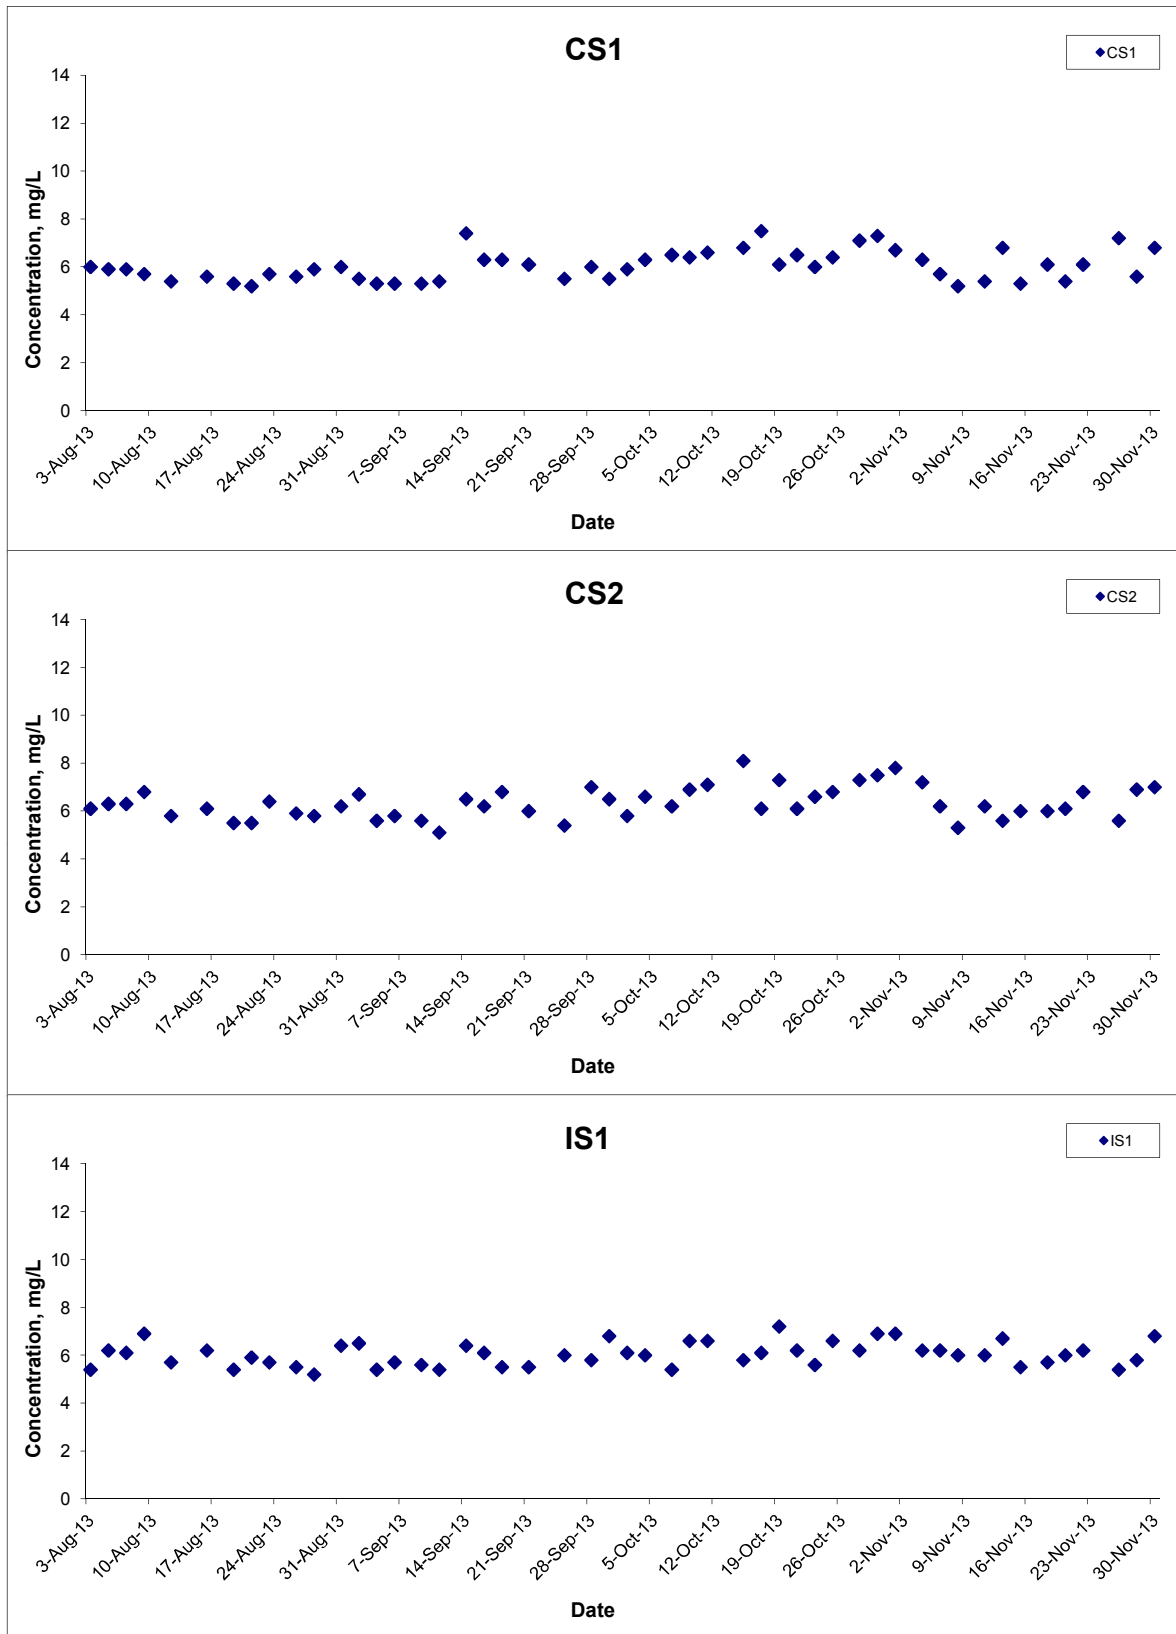 CS1
CS1
14
12
10
8
6
4
2
0
Concentration, mg/L
3-Aug-13
10-Aug-13
17-Aug-13
24-Aug-13
31-Aug-13
7-Sep-13
14-Sep-13
21-Sep-13
28-Sep-13
5-Oct-13
12-Oct-13
19-Oct-13
26-Oct-13
2-Nov-13
9-Nov-13
16-Nov-13
23-Nov-13
30-Nov-13
Date
CS2
CS2
14
12
10
8
6
4
2
0
Concentration, mg/L
3-Aug-13
10-Aug-13
17-Aug-13
24-Aug-13
31-Aug-13
7-Sep-13
14-Sep-13
21-Sep-13
28-Sep-13
5-Oct-13
12-Oct-13
19-Oct-13
26-Oct-13
2-Nov-13
9-Nov-13
16-Nov-13
23-Nov-13
30-Nov-13
Date
IS1
IS1
14
12
10
8
6
4
2
0
Concentration, mg/L
3-Aug-13
10-Aug-13
17-Aug-13
24-Aug-13
31-Aug-13
7-Sep-13
14-Sep-13
21-Sep-13
28-Sep-13
5-Oct-13
12-Oct-13
19-Oct-13
26-Oct-13
2-Nov-13
9-Nov-13
16-Nov-13
23-Nov-13
30-Nov-13
Date